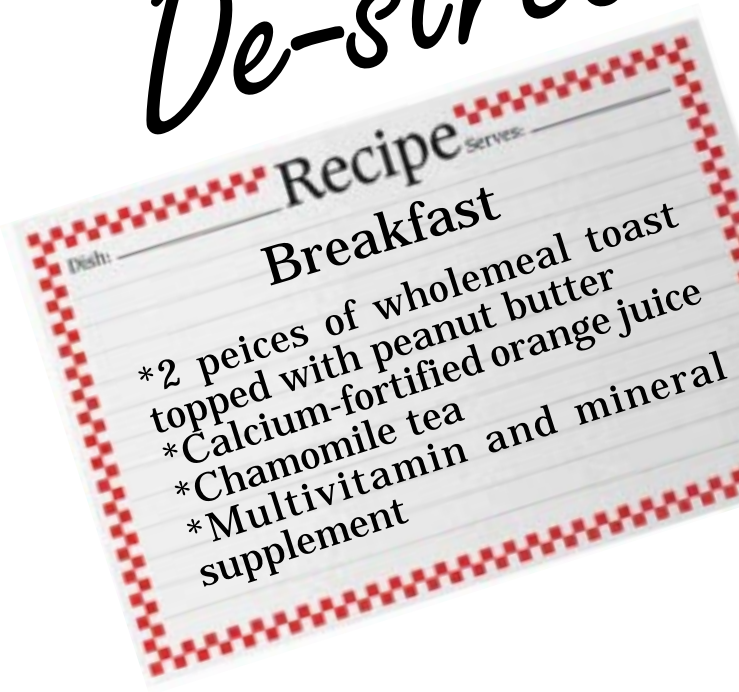 De-stre
Recipe
Serves:
Dish:
Breakfast
*2 peices of wholemeal toast
topped with peanut butter
*Calcium-fortified orange juice
*Chamomile tea
*Multivitamin and mineral
supplement